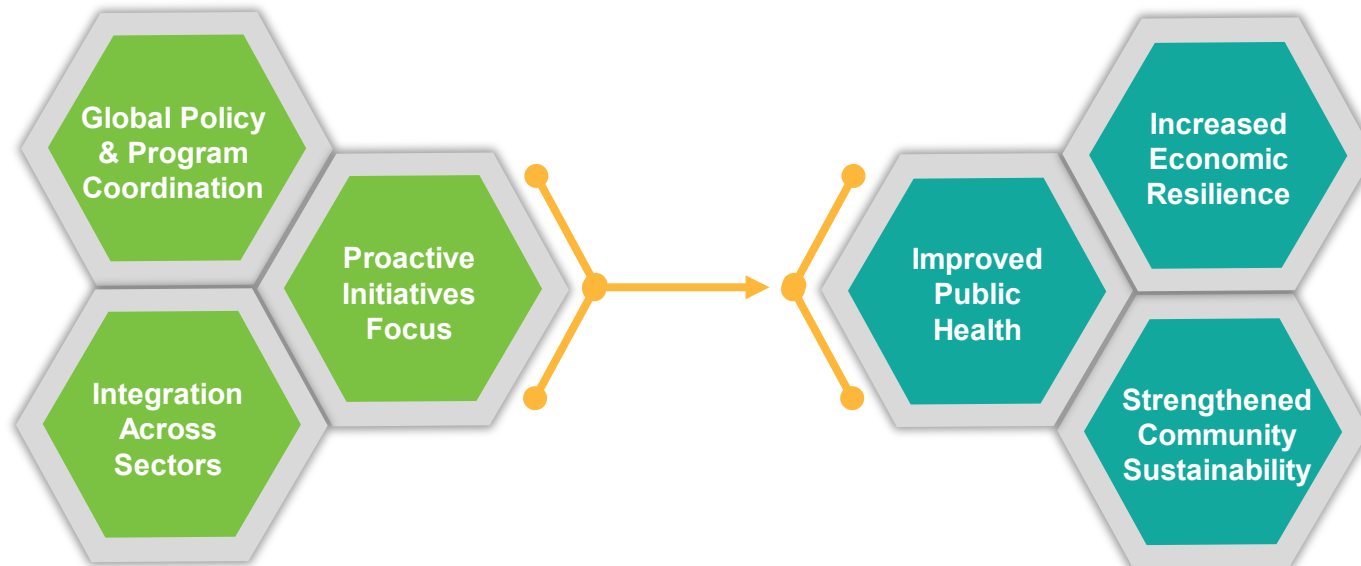 Global Policy
& Program
Coordination
Proactive
Initiatives
Focus
Integration
Across
Sectors
Improved
Public
Health
Increased
Economic
Resilience
Strengthened
Community
Sustainability